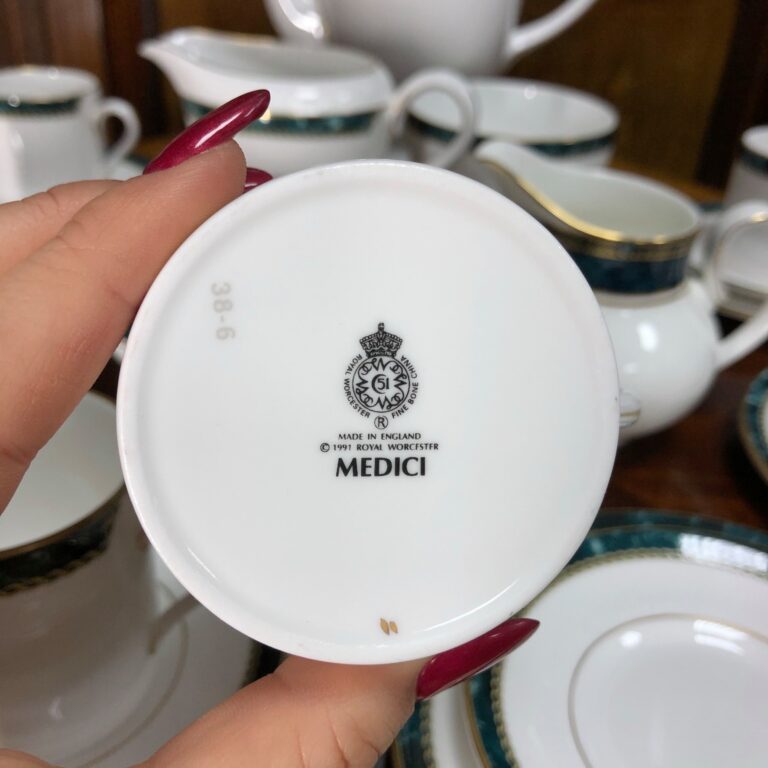 38-6
ROYAL WORCESTER FINE BONE CHINA
51
®
MADE IN ENGLAND
© 1991 ROYAL WORCESTER
MEDICI